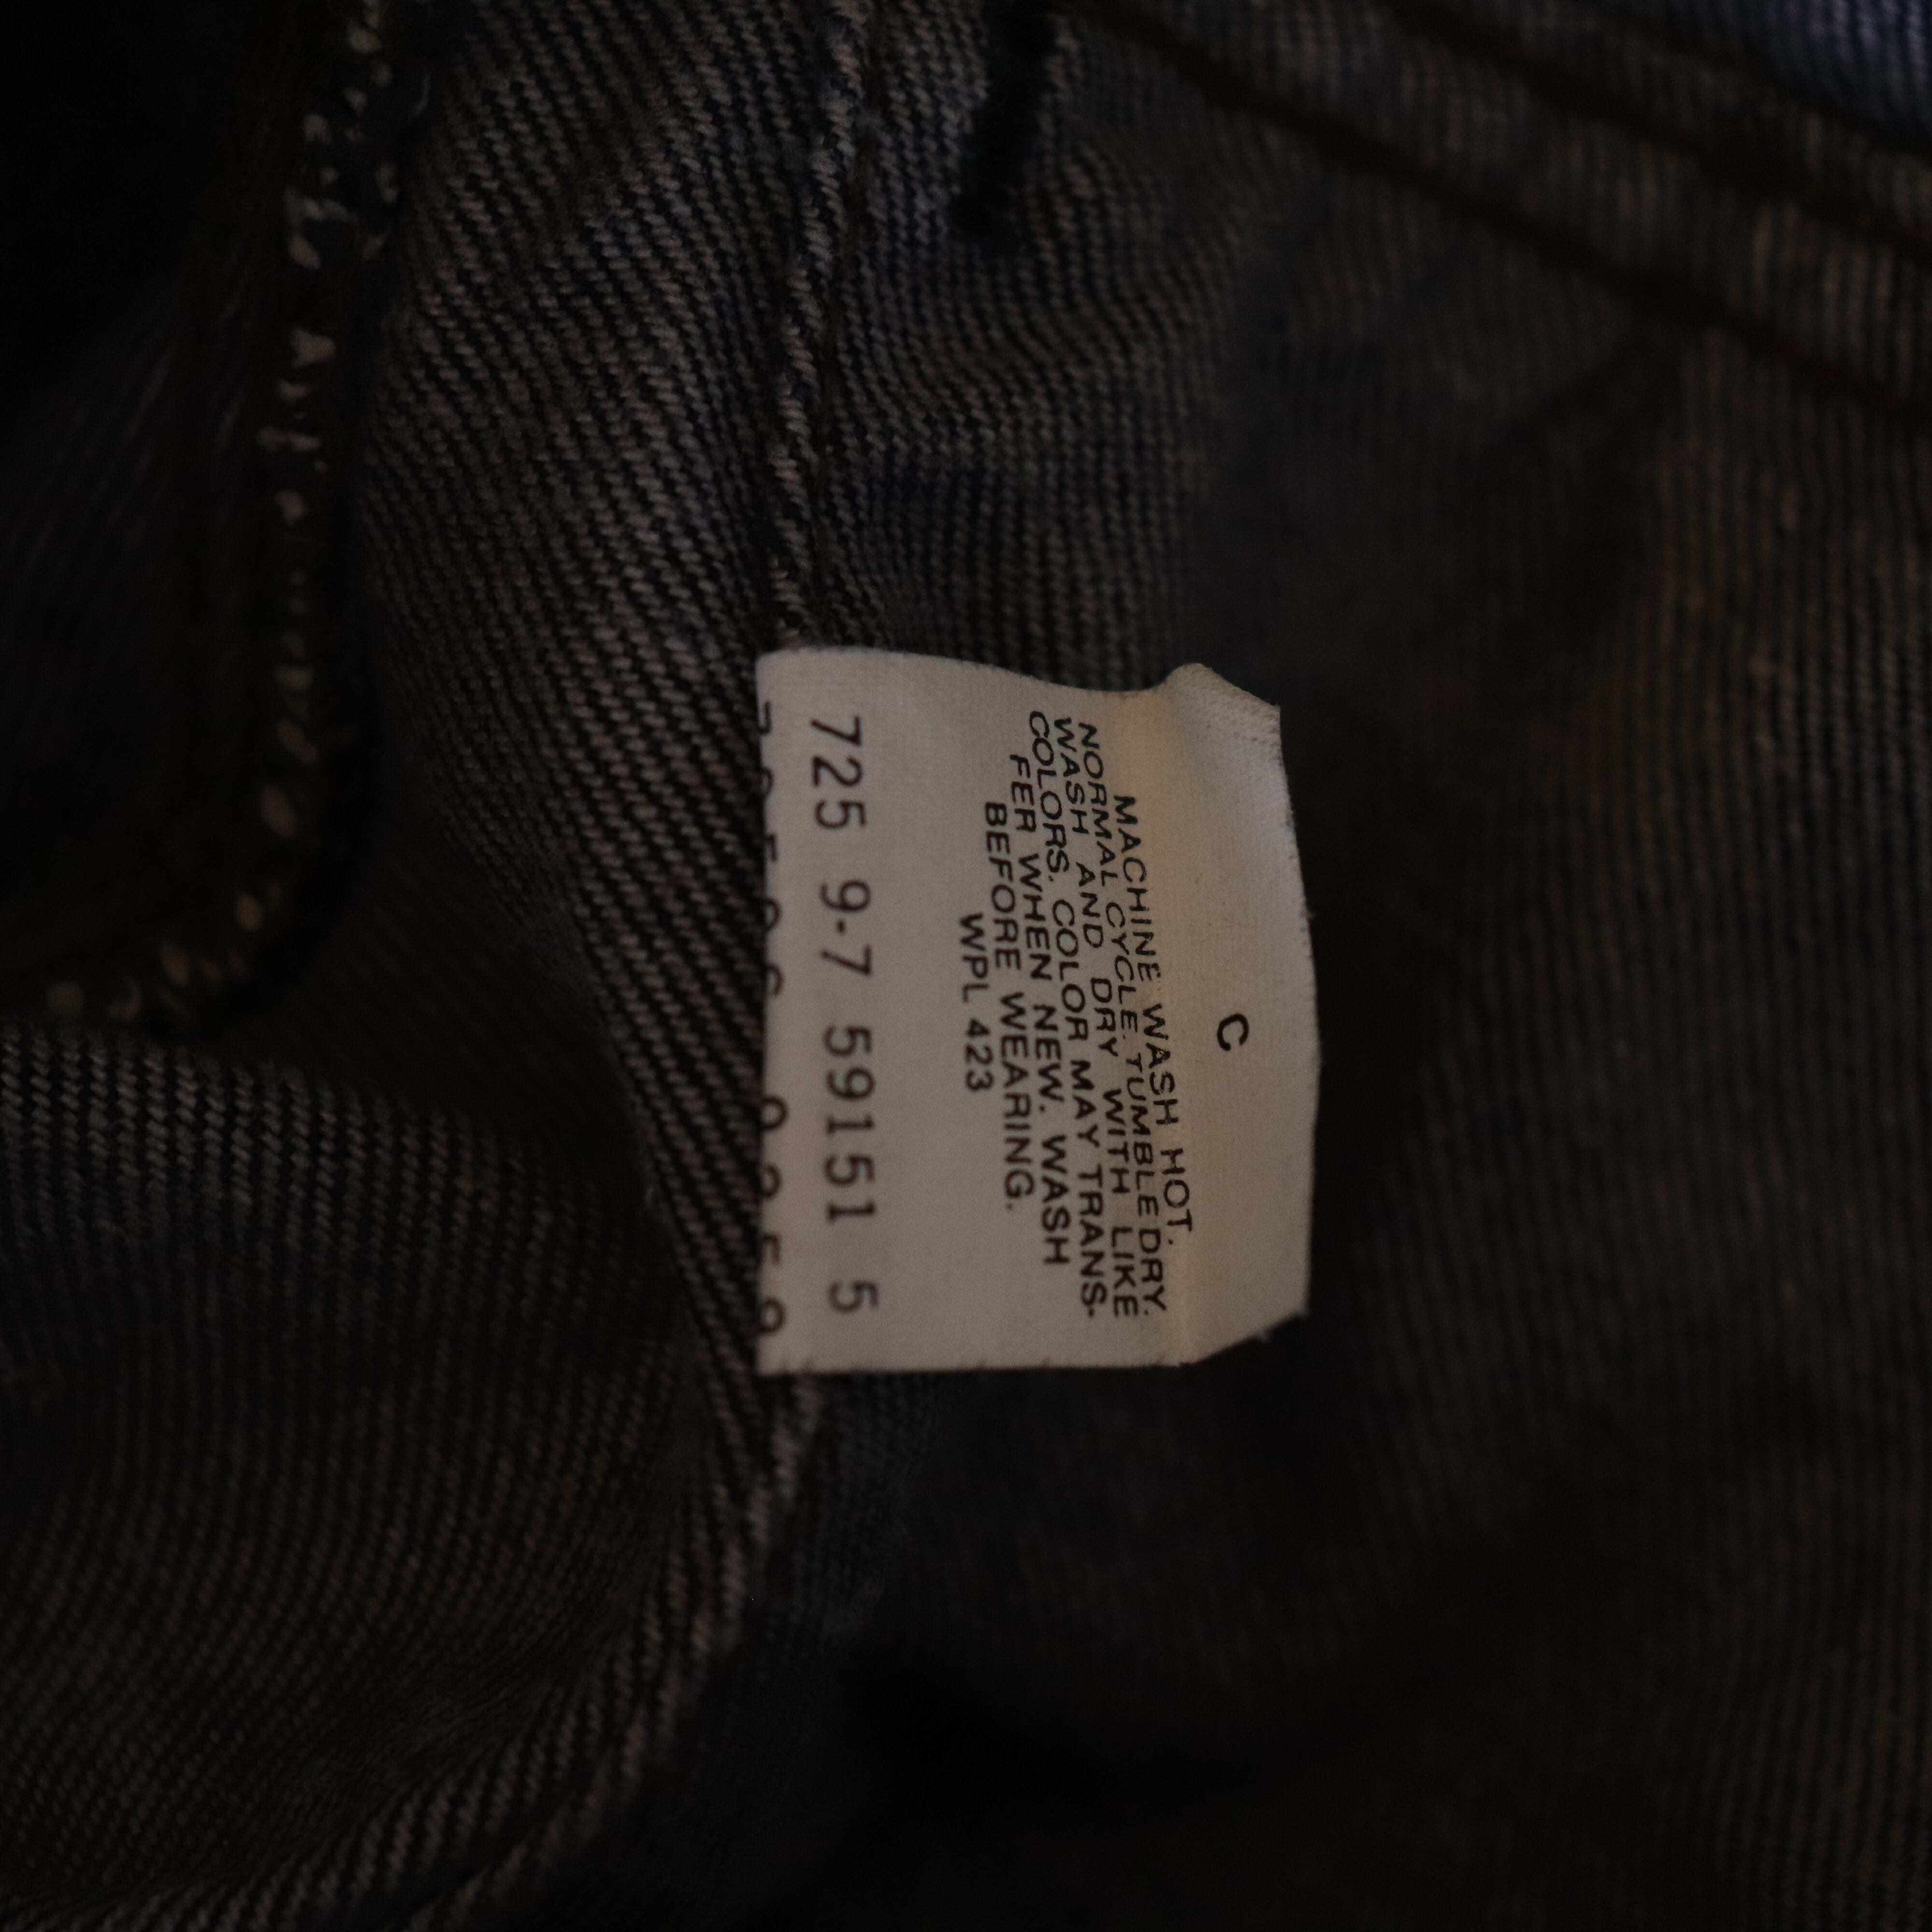 C
MACHINE WASH HOT.
NORMAL CYCLE. TUMBLE DRY.
WASH AND DRY WITH LIKE
COLORS. COLOR MAY TRANS-
FER WHEN NEW. WASH
BEFORE WEARING.
WPL 423
725 9-7 59151 5